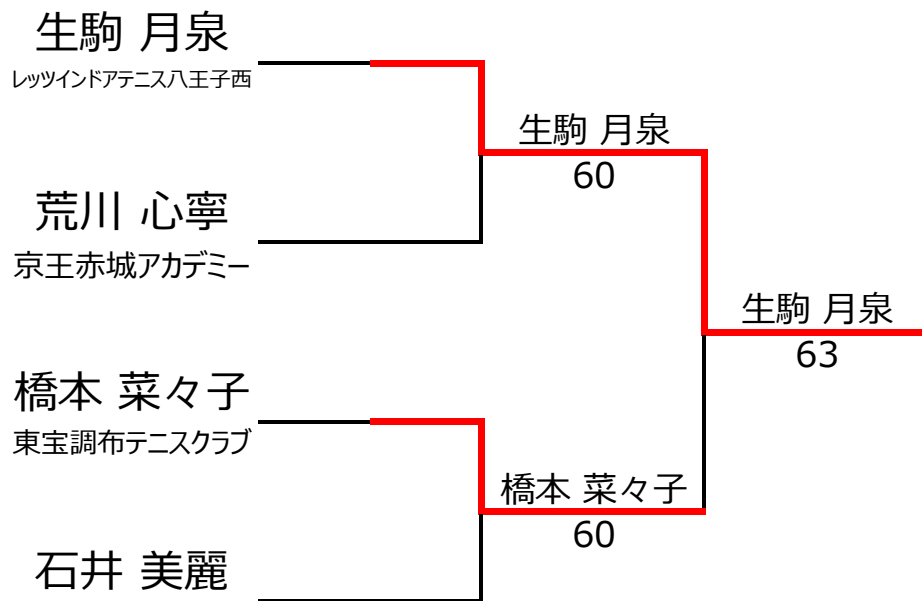 生駒 月泉
レッツインドアテニス八王子西
生駒 月泉
60
荒川 心寧
京王赤城アカデミー
生駒 月泉
63
橋本 菜々子
東宝調布テニスクラブ
橋本 菜々子
60
石井 美麗